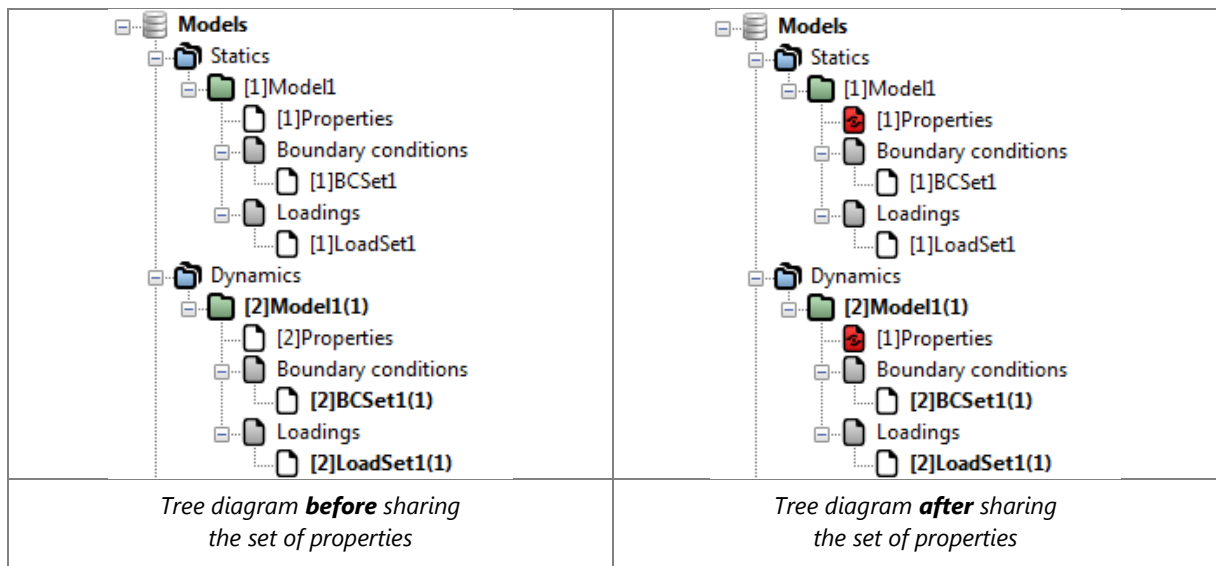 Models
Statics
[1]Model1
[1]Properties
Boundary conditions
[1]BCSet1
Loadings
[1]LoadSet1
Dynamics
[2]Model1(1)
[2]Properties
Boundary conditions
[2]BCSet1(1)
Loadings
[2]LoadSet1(1)
Tree diagram before sharing
the set of properties
Models
Statics
[1]Model1
[1]Properties
Boundary conditions
[1]BCSet1
Loadings
[1]LoadSet1
Dynamics
[2]Model1(1)
[1]Properties
Boundary conditions
[2]BCSet1(1)
Loadings
[2]LoadSet1(1)
Tree diagram after sharing
the set of properties